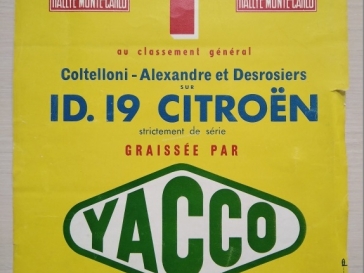 RALLYE MONTE-CARLO RALLYE MONTE-CARLO
1
au classement général
Coltelloni - Alexandre et Desrosiers
SUR
ID. 19 CITROËN
strictement de série
GRAISSÉE PAR
YACCO